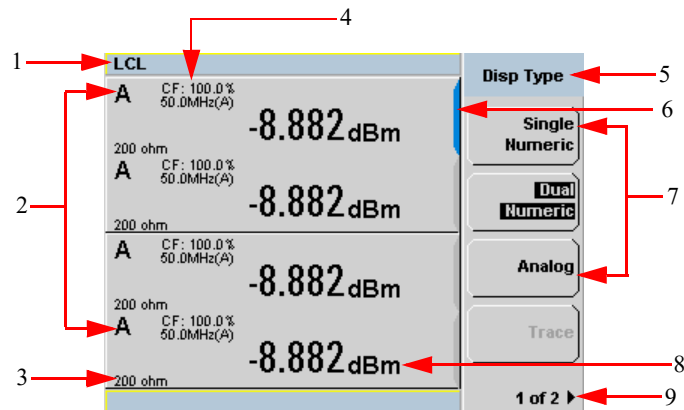 4
1
LCL
Disp Type
5
A
CF: 100.0%
50.0MHz(A)
-8.882dBm
200 ohm
6
Single
Numeric
A
CF: 100.0%
50.0MHz(A)
-8.882dBm
200 ohm
2
7
Dual
Numeric
A
CF: 100.0%
50.0MHz(A)
-8.882dBm
200 ohm
Analog
A
CF: 100.0%
50.0MHz(A)
-8.882dBm
200 ohm
Trace
8
3
1 of 2
9